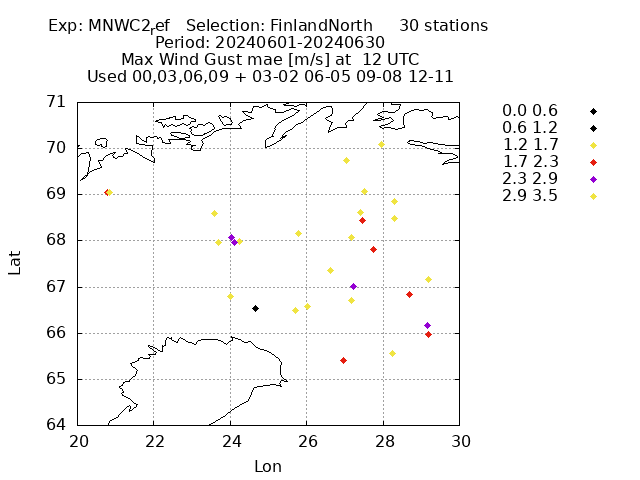 Exp: MNWC2ref   Selection: FinlandNorth     30 stations
Period: 20240601-20240630
Max Wind Gust mae [m/s] at  12 UTC
Used 00,03,06,09 + 03-02 06-05 09-08 12-11
0.0 0.6
0.6 1.2
1.2 1.7
1.7 2.3
2.3 2.9
2.9 3.5
71
70
69
68
67
66
65
64
Lat
20 22 24 26 28 30
Lon